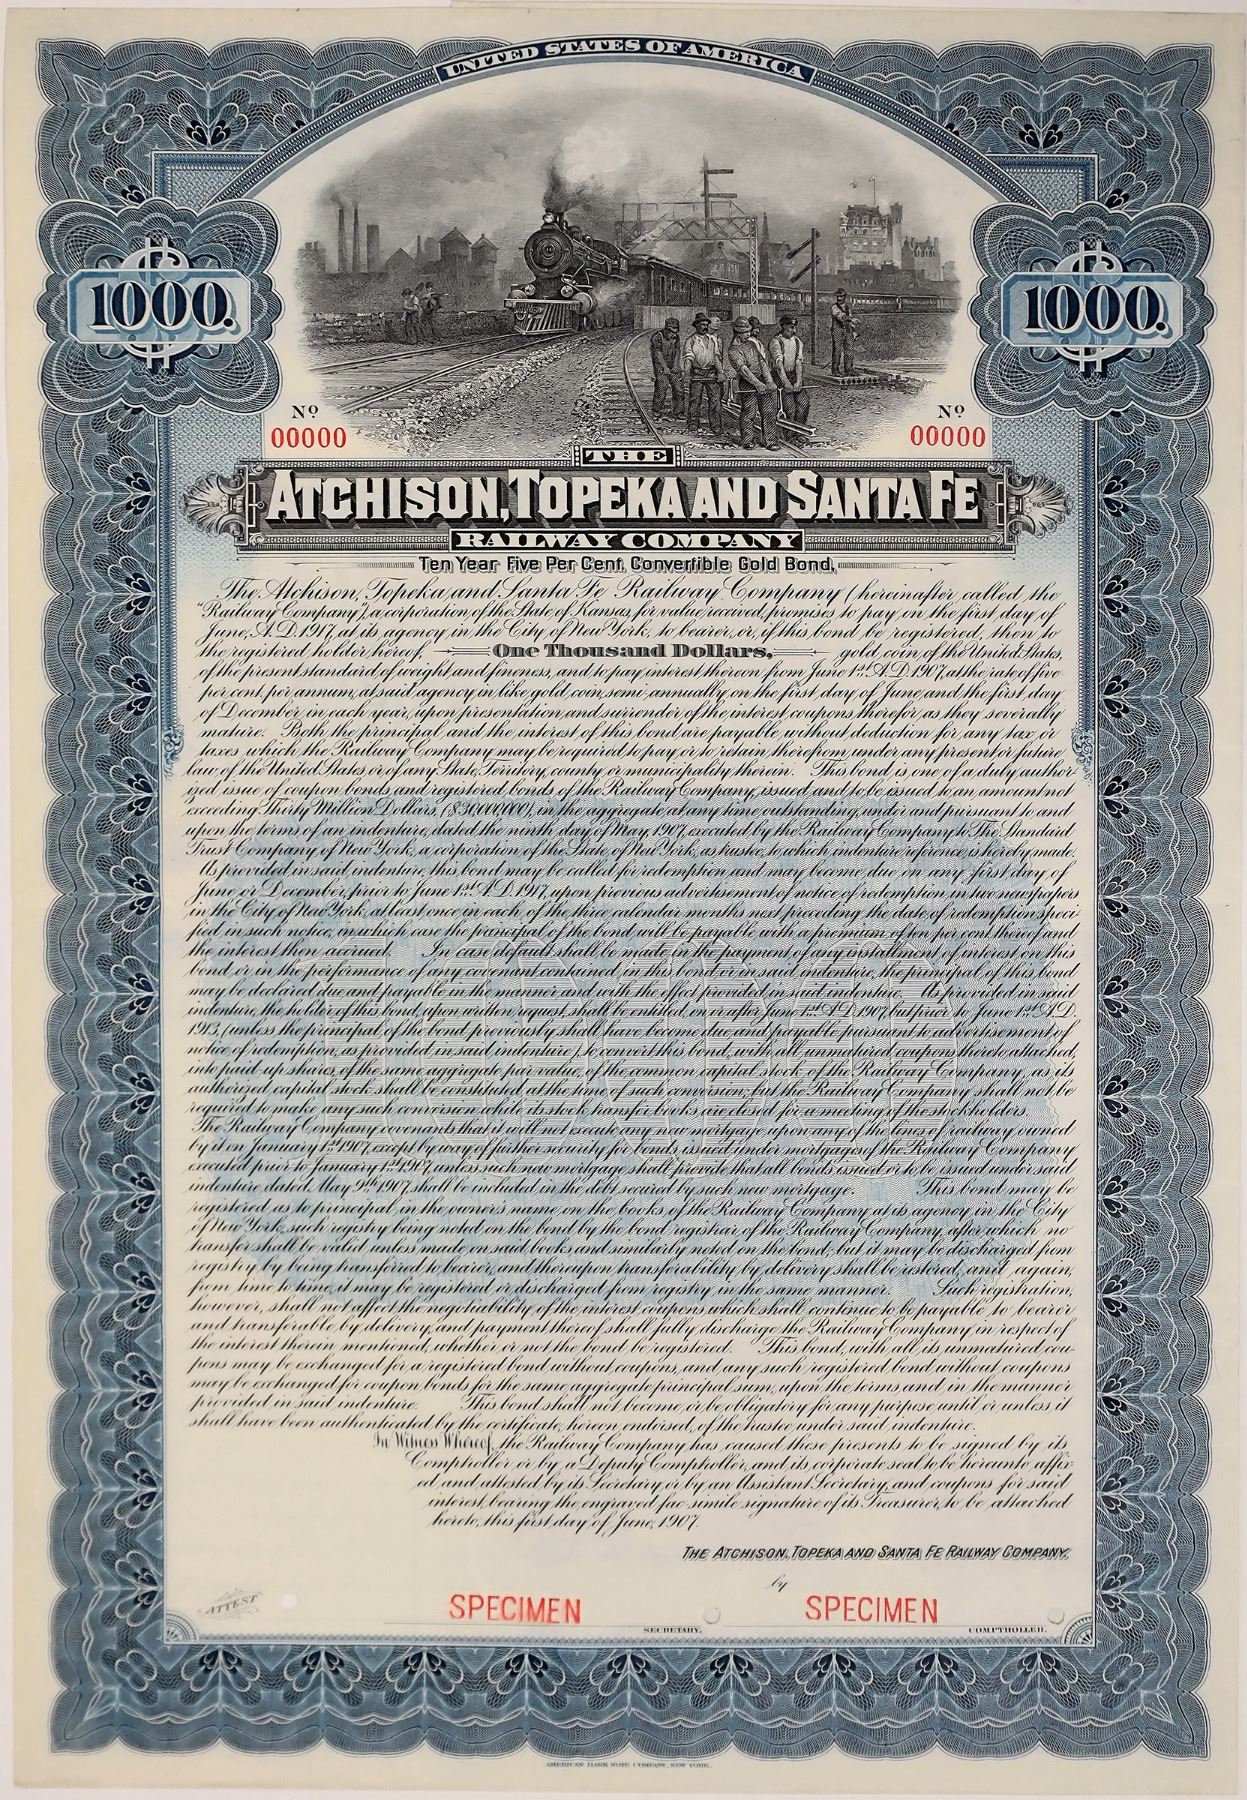 UNITED STATES OF AMERICA
1000.
1000.
Nº
00000
Nº
00000
THE
ATCHISON, TOPEKA AND SANTA FE
RAILWAY COMPANY
Ten Year Five Per Cent. Convertible Gold Bond.
The Atchison, Topeka and Santa Fe Railway Company (hereinafter called the
"Railway Company"), a corporation of the State of Kansas, for value received, promises to pay on the first day of
June, A.D. 1917, at its agency in the City of New York, to bearer, or, if this bond be registered, then to
the registered holder hereof, One Thousand Dollars, gold coin, of the United States,
of the present standard of weight and fineness, and to pay interest thereon from June 1st A.D. 1907, at the rate of five
per cent. per annum, at said agency in like gold coin, semi-annually on the first day of June and the first day
of December in each year, upon presentation and surrender of the interest coupons therefor, as they severally
mature. Both the principal and the interest of this bond are payable without deduction for any tax or
taxes which the Railway Company may be required to pay or to retain therefrom under any present or future
law of the United States or of any State, Territory, county or municipality therein. This bond is one of a duly author-
ized issue of coupon bonds and registered bonds of the Railway Company, issued and to be issued to an amount not
exceeding Thirty Million Dollars, ($30,000,000), in the aggregate at any time outstanding, under and pursuant to and
upon the terms of an indenture, dated the ninth day of May 1907, executed by the Railway Company to The Standard
Trust Company of New York, a corporation of the State of New York, as trustee, to which indenture reference is hereby made.
As provided in said indenture, this bond may be called for redemption and may become due on any first day of
June or December, prior to June 1st A.D. 1917, upon previous advertisement of notice of redemption in two newspapers
in the City of New York, at least once in each of the three calendar months next preceding the date of redemption speci-
fied in such notice, in which case the principal of the bond will be payable with a premium of ten per cent. thereof and
the interest then accrued. In case default shall be made in the payment of any installment of interest on this
bond or in the performance of any covenant contained in this bond or in said indenture, the principal of this bond
may be declared due and payable in the manner and with the effect provided in said indenture. As provided in said
indenture, the holder of this bond, upon written request, shall be entitled, on or after June 1st A.D. 1907, but prior to June 1st A.D.
1913, (unless the principal of the bond previously shall have become due and payable pursuant to advertisement of
notice of redemption, as provided in said indenture), to convert this bond, with all unmatured coupons thereto attached,
into paid-up shares, of the same aggregate par value, of the common capital stock of the Railway Company, as its
authorized capital stock shall be constituted at the time of such conversion; but the Railway Company shall not be
required to make any such conversion while its stock transfer books are closed for a meeting of the stockholders.
The Railway Company covenants that it will not execute any new mortgage upon any of the lines of railway owned
by it on January 1st 1907, except by way of further security for bonds issued under mortgages of the Railway Company
executed prior to January 1st 1907, unless such new mortgage shall provide that all bonds issued or to be issued under said
indenture dated May 9th 1907, shall be included in the debt secured by such new mortgage. This bond may be
registered as to principal, in the owner's name on the books of the Railway Company at its agency in the City
of New York, such registry being noted on the bond by the bond registrar of the Railway Company, after which no
transfer shall be valid unless made on said books and similarly noted on the bond; but it may be discharged from
registry by being transferred to bearer, and thereupon transferability by delivery shall be restored, and again,
from time to time, it may be registered or discharged from registry in the same manner. Such registration,
however, shall not affect the negotiability of the interest coupons which shall continue to be payable to bearer
and transferable by delivery, and payment thereof shall fully discharge the Railway Company in respect of
the interest therein mentioned, whether or not the bond be registered. This bond, with all its unmatured cou-
pons may be exchanged for a registered bond without coupons, and any such registered bond without coupons
may be exchanged for coupon bonds for the same aggregate principal sum, upon the terms and in the manner
provided in said indenture. This bond shall not become or be obligatory for any purpose until or unless it
shall have been authenticated by the certificate, hereon endorsed, of the trustee under said indenture.
In Witness Whereof, the Railway Company has caused these presents to be signed by its
Comptroller, or by a Deputy Comptroller, and its corporate seal to be hereunto affix-
ed and attested by its Secretary or by an Assistant Secretary, and coupons for said
interest, bearing the engraved fac-simile signature of its Treasurer, to be attached
hereto, this first day of June, 1907.
THE ATCHISON, TOPEKA AND SANTA FE RAILWAY COMPANY,
by
ATTEST
SPECIMEN
SPECIMEN
SECRETARY.
COMPTROLLER.
AMERICAN BANK NOTE COMPANY, NEW YORK.